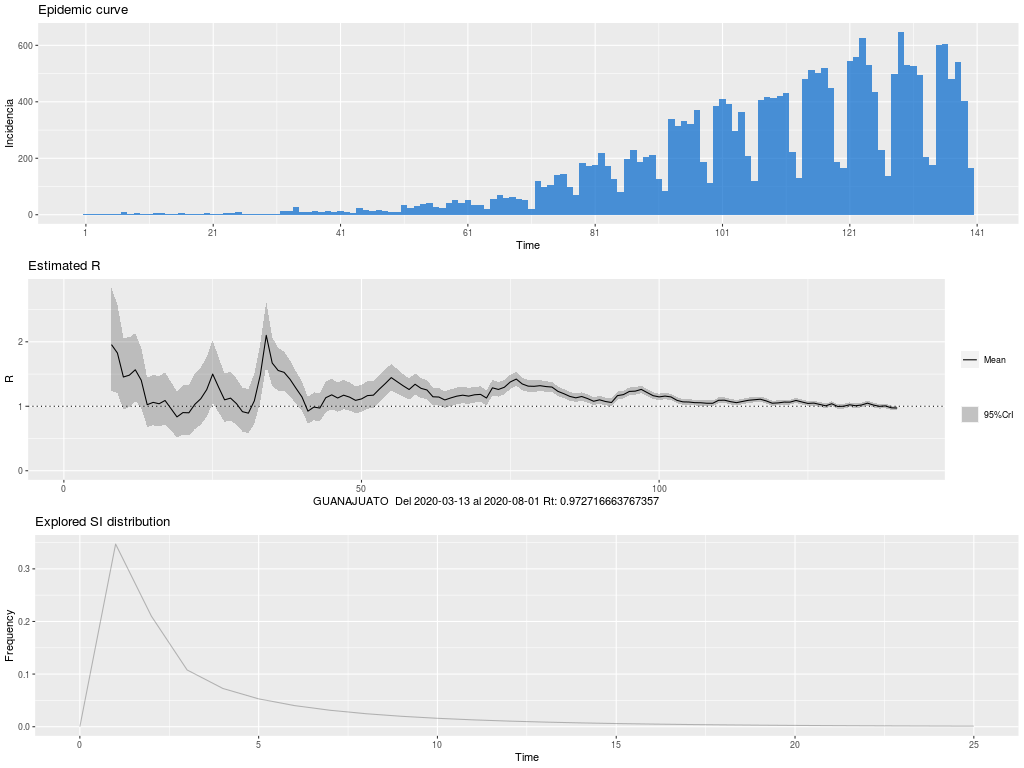 Epidemic curve
600
400
200
0
Incidencia
1 21 41 61 81 101 121 141
Time
Estimated R
2
1
0
R
0 50 100
GUANAJUATO Del 2020-03-13 al 2020-08-01 Rt: 0.972716663767357
Mean
95%CrI
Explored SI distribution
0.3
0.2
0.1
0.0
Frequency
0 5 10 15 20 25
Time